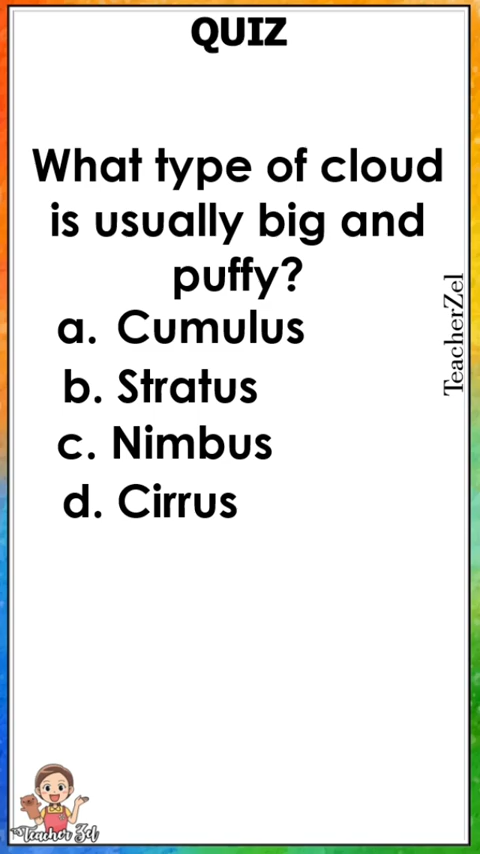 QUIZ
What type of cloud
is usually big and
puffy?
a. Cumulus
b. Stratus
c. Nimbus
d. Cirrus
TeacherZel
Teacher Zel